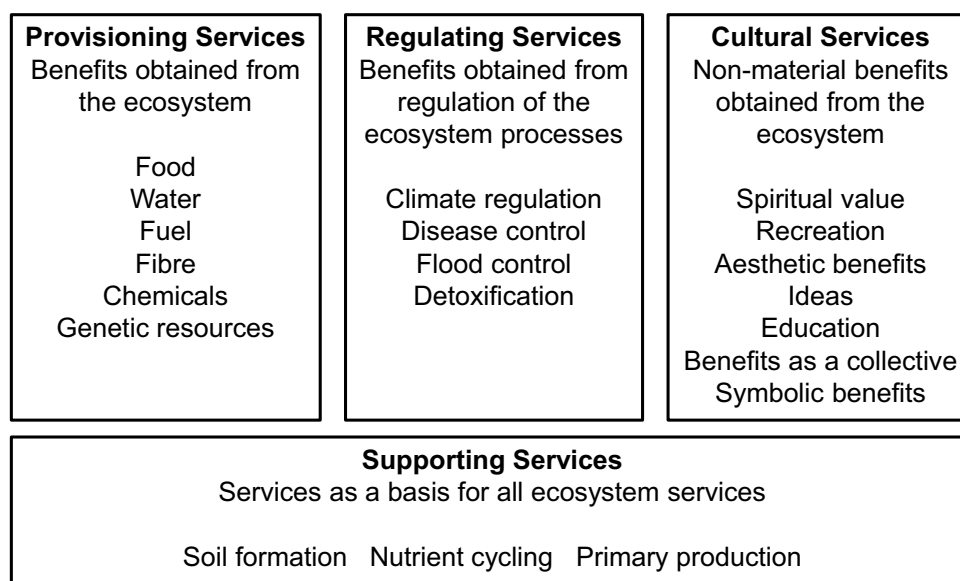 Provisioning Services
Benefits obtained from
the ecosystem
Food
Water
Fuel
Fibre
Chemicals
Genetic resources
Regulating Services
Benefits obtained from
regulation of the
ecosystem processes
Climate regulation
Disease control
Flood control
Detoxification
Cultural Services
Non-material benefits
obtained from the
ecosystem
Spiritual value
Recreation
Aesthetic benefits
Ideas
Education
Benefits as a collective
Symbolic benefits
Supporting Services
Services as a basis for all ecosystem services
Soil formation Nutrient cycling Primary production